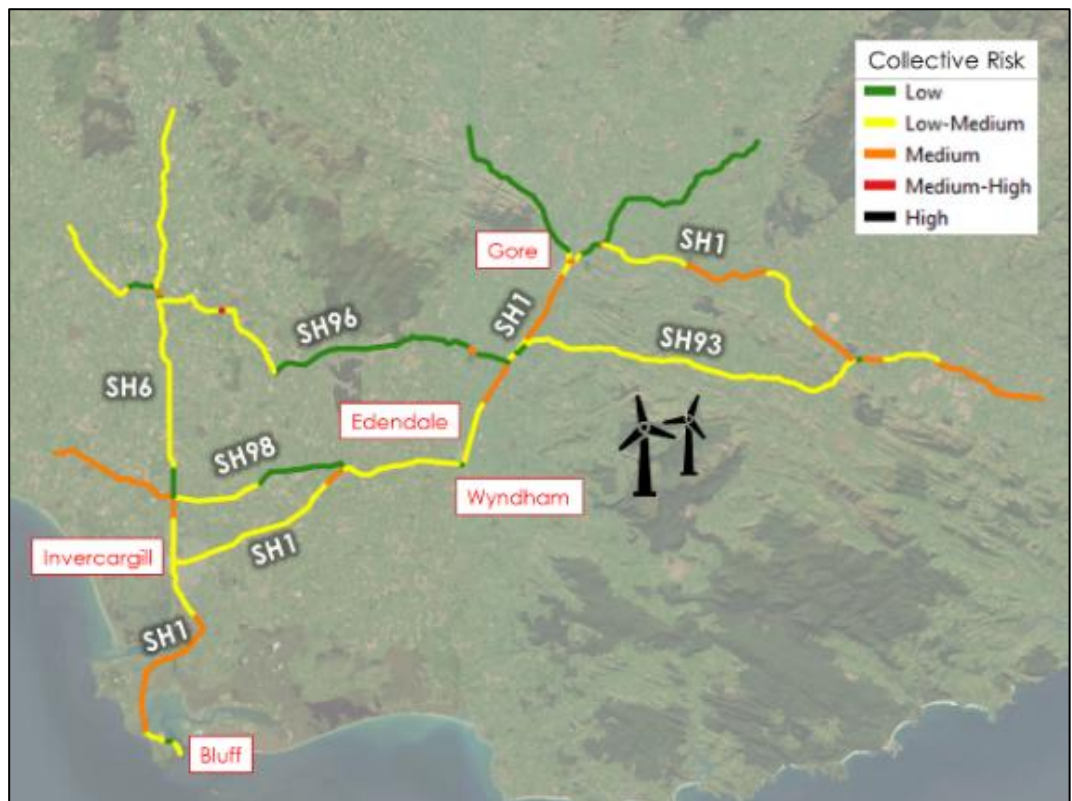 Collective Risk
Low
Low-Medium
Medium
Medium-High
High
Gore
SH1
SH1
SH96
SH93
SH6
Edendale
SH98
Wyndham
Invercargill
SH1
SH1
Bluff